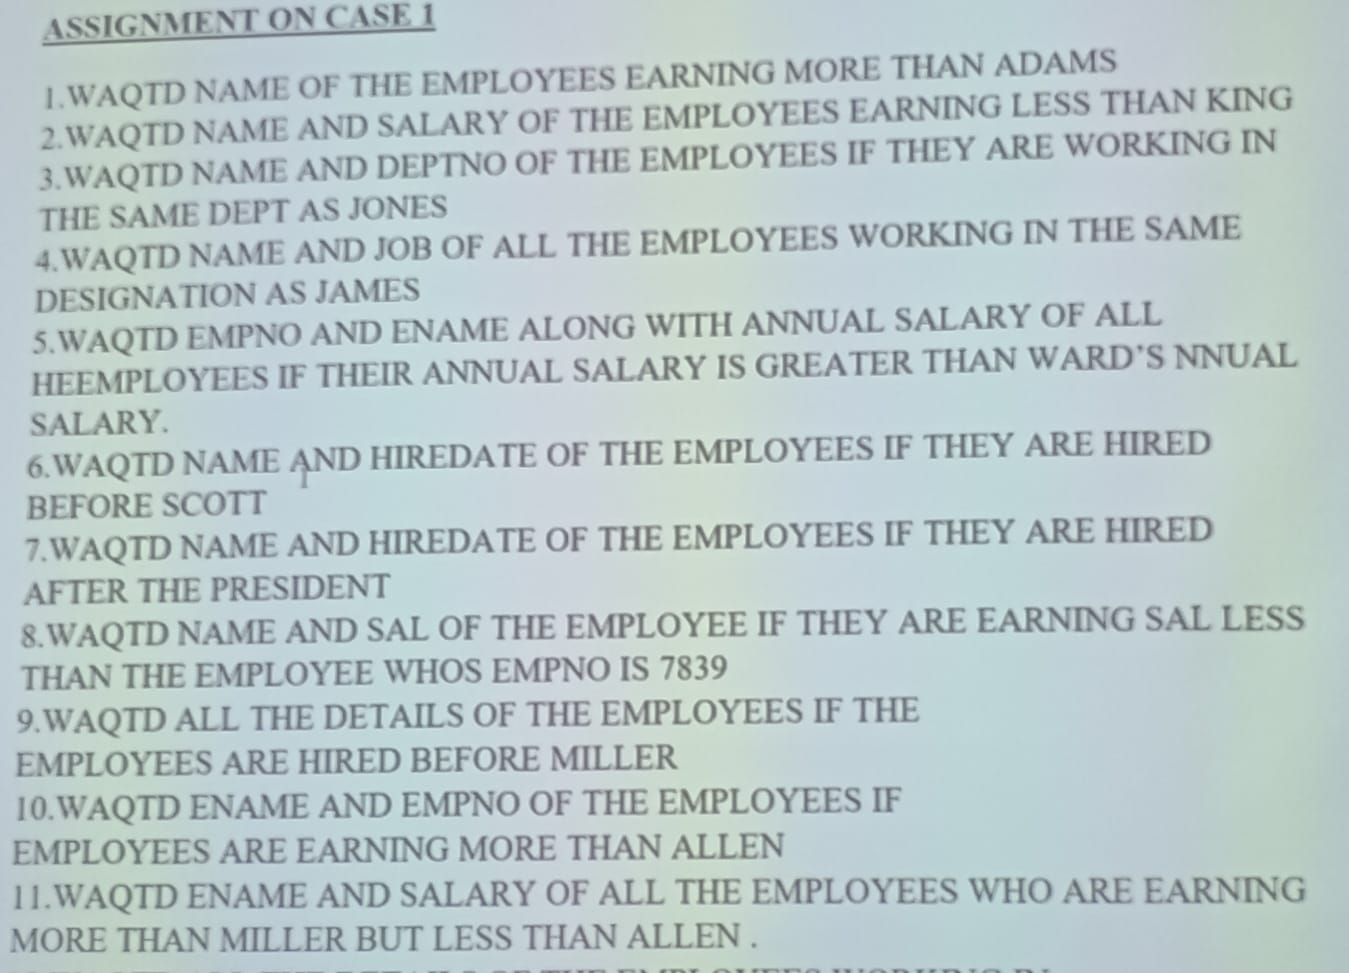 ASSIGNMENT ON CASE 1
1.WAQTD NAME OF THE EMPLOYEES EARNING MORE THAN ADAMS
2.WAQTD NAME AND SALARY OF THE EMPLOYEES EARNING LESS THAN KING
3.WAQTD NAME AND DEPTNO OF THE EMPLOYEES IF THEY ARE WORKING IN
THE SAME DEPT AS JONES
4.WAQTD NAME AND JOB OF ALL THE EMPLOYEES WORKING IN THE SAME
DESIGNATION AS JAMES
5.WAQTD EMPNO AND ENAME ALONG WITH ANNUAL SALARY OF ALL
HEEMPLOYEES IF THEIR ANNUAL SALARY IS GREATER THAN WARD'S NNUAL
SALARY.
6.WAQTD NAME AND HIREDATE OF THE EMPLOYEES IF THEY ARE HIRED
BEFORE SCOTT
7.WAQTD NAME AND HIREDATE OF THE EMPLOYEES IF THEY ARE HIRED
AFTER THE PRESIDENT
8.WAQTD NAME AND SAL OF THE EMPLOYEE IF THEY ARE EARNING SAL LESS
THAN THE EMPLOYEE WHOS EMPNO IS 7839
9.WAQTD ALL THE DETAILS OF THE EMPLOYEES IF THE
EMPLOYEES ARE HIRED BEFORE MILLER
10.WAQTD ENAME AND EMPNO OF THE EMPLOYEES IF
EMPLOYEES ARE EARNING MORE THAN ALLEN
11.WAQTD ENAME AND SALARY OF ALL THE EMPLOYEES WHO ARE EARNING
MORE THAN MILLER BUT LESS THAN ALLEN .